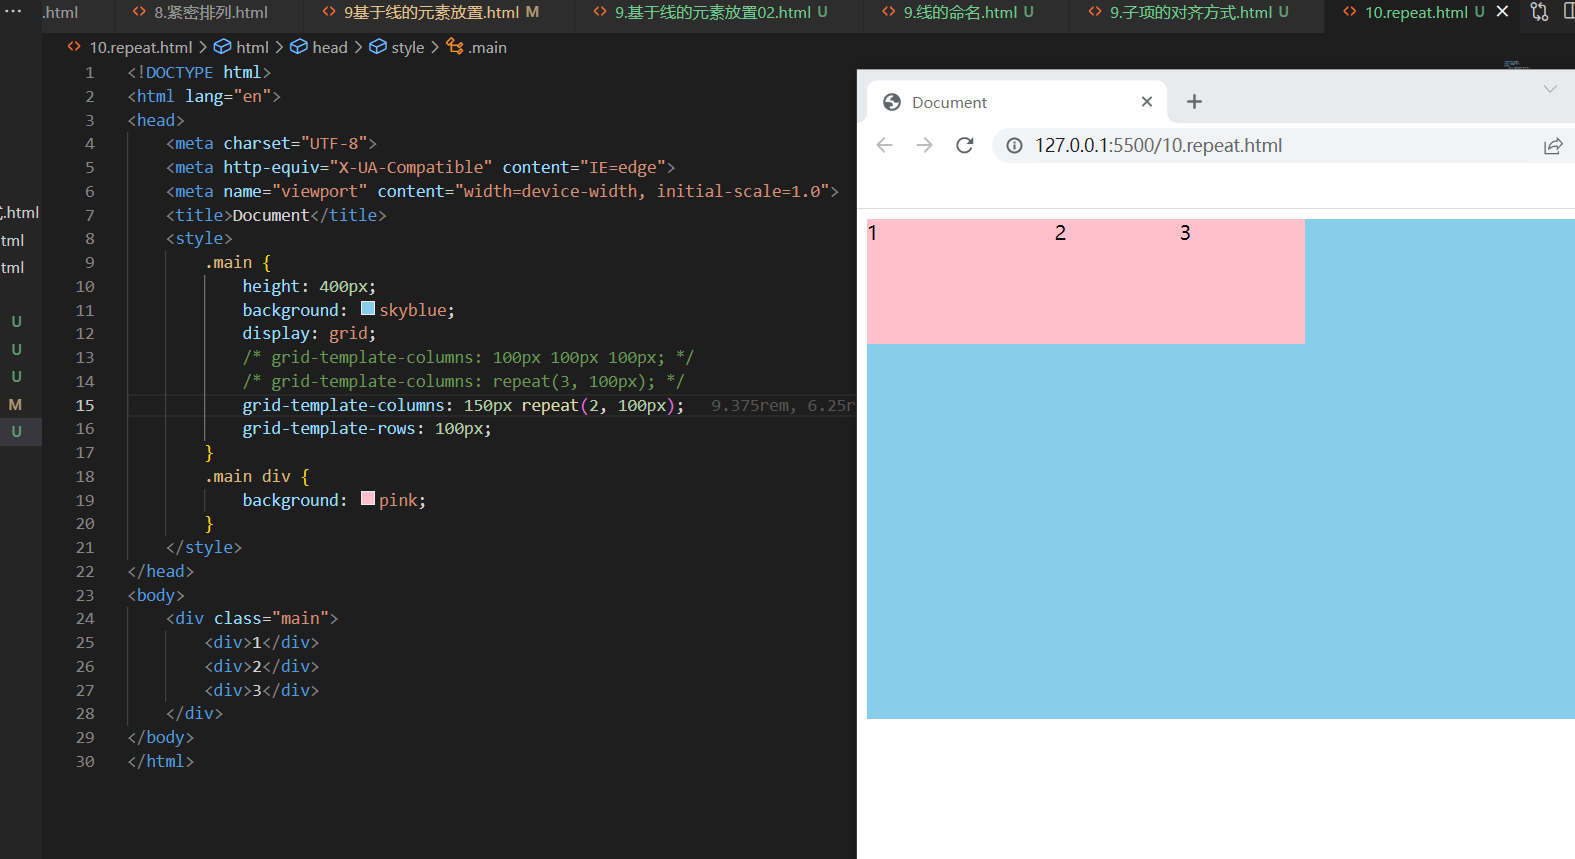 .html 8.紧密排列.html 9基于线的元素放置.html M 9.基于线的元素放置02.html U 9.线的命名.html U 9.子项的对齐方式.html U 10.repeat.html U
10.repeat.html > html > head > style > .main
1 <!DOCTYPE html>
2 <html lang="en">
3 <head>
4 <meta charset="UTF-8">
5 <meta http-equiv="X-UA-Compatible" content="IE=edge">
6 <meta name="viewport" content="width=device-width, initial-scale=1.0">
7 <title>Document</title>
8 <style>
9 .main {
10 height: 400px;
11 background: skyblue;
12 display: grid;
13 /* grid-template-columns: 100px 100px 100px; */
14 /* grid-template-columns: repeat(3, 100px); */
15 grid-template-columns: 150px repeat(2, 100px); 9.375rem, 6.25r
16 grid-template-rows: 100px;
17 }
18 .main div {
19 background: pink;
20 }
21 </style>
22 </head>
23 <body>
24 <div class="main">
25 <div>1</div>
26 <div>2</div>
27 <div>3</div>
28 </div>
29 </body>
30 </html>
.html
tml
tml
U
U
U
M
U
Document
127.0.0.1:5500/10.repeat.html
1 2 3